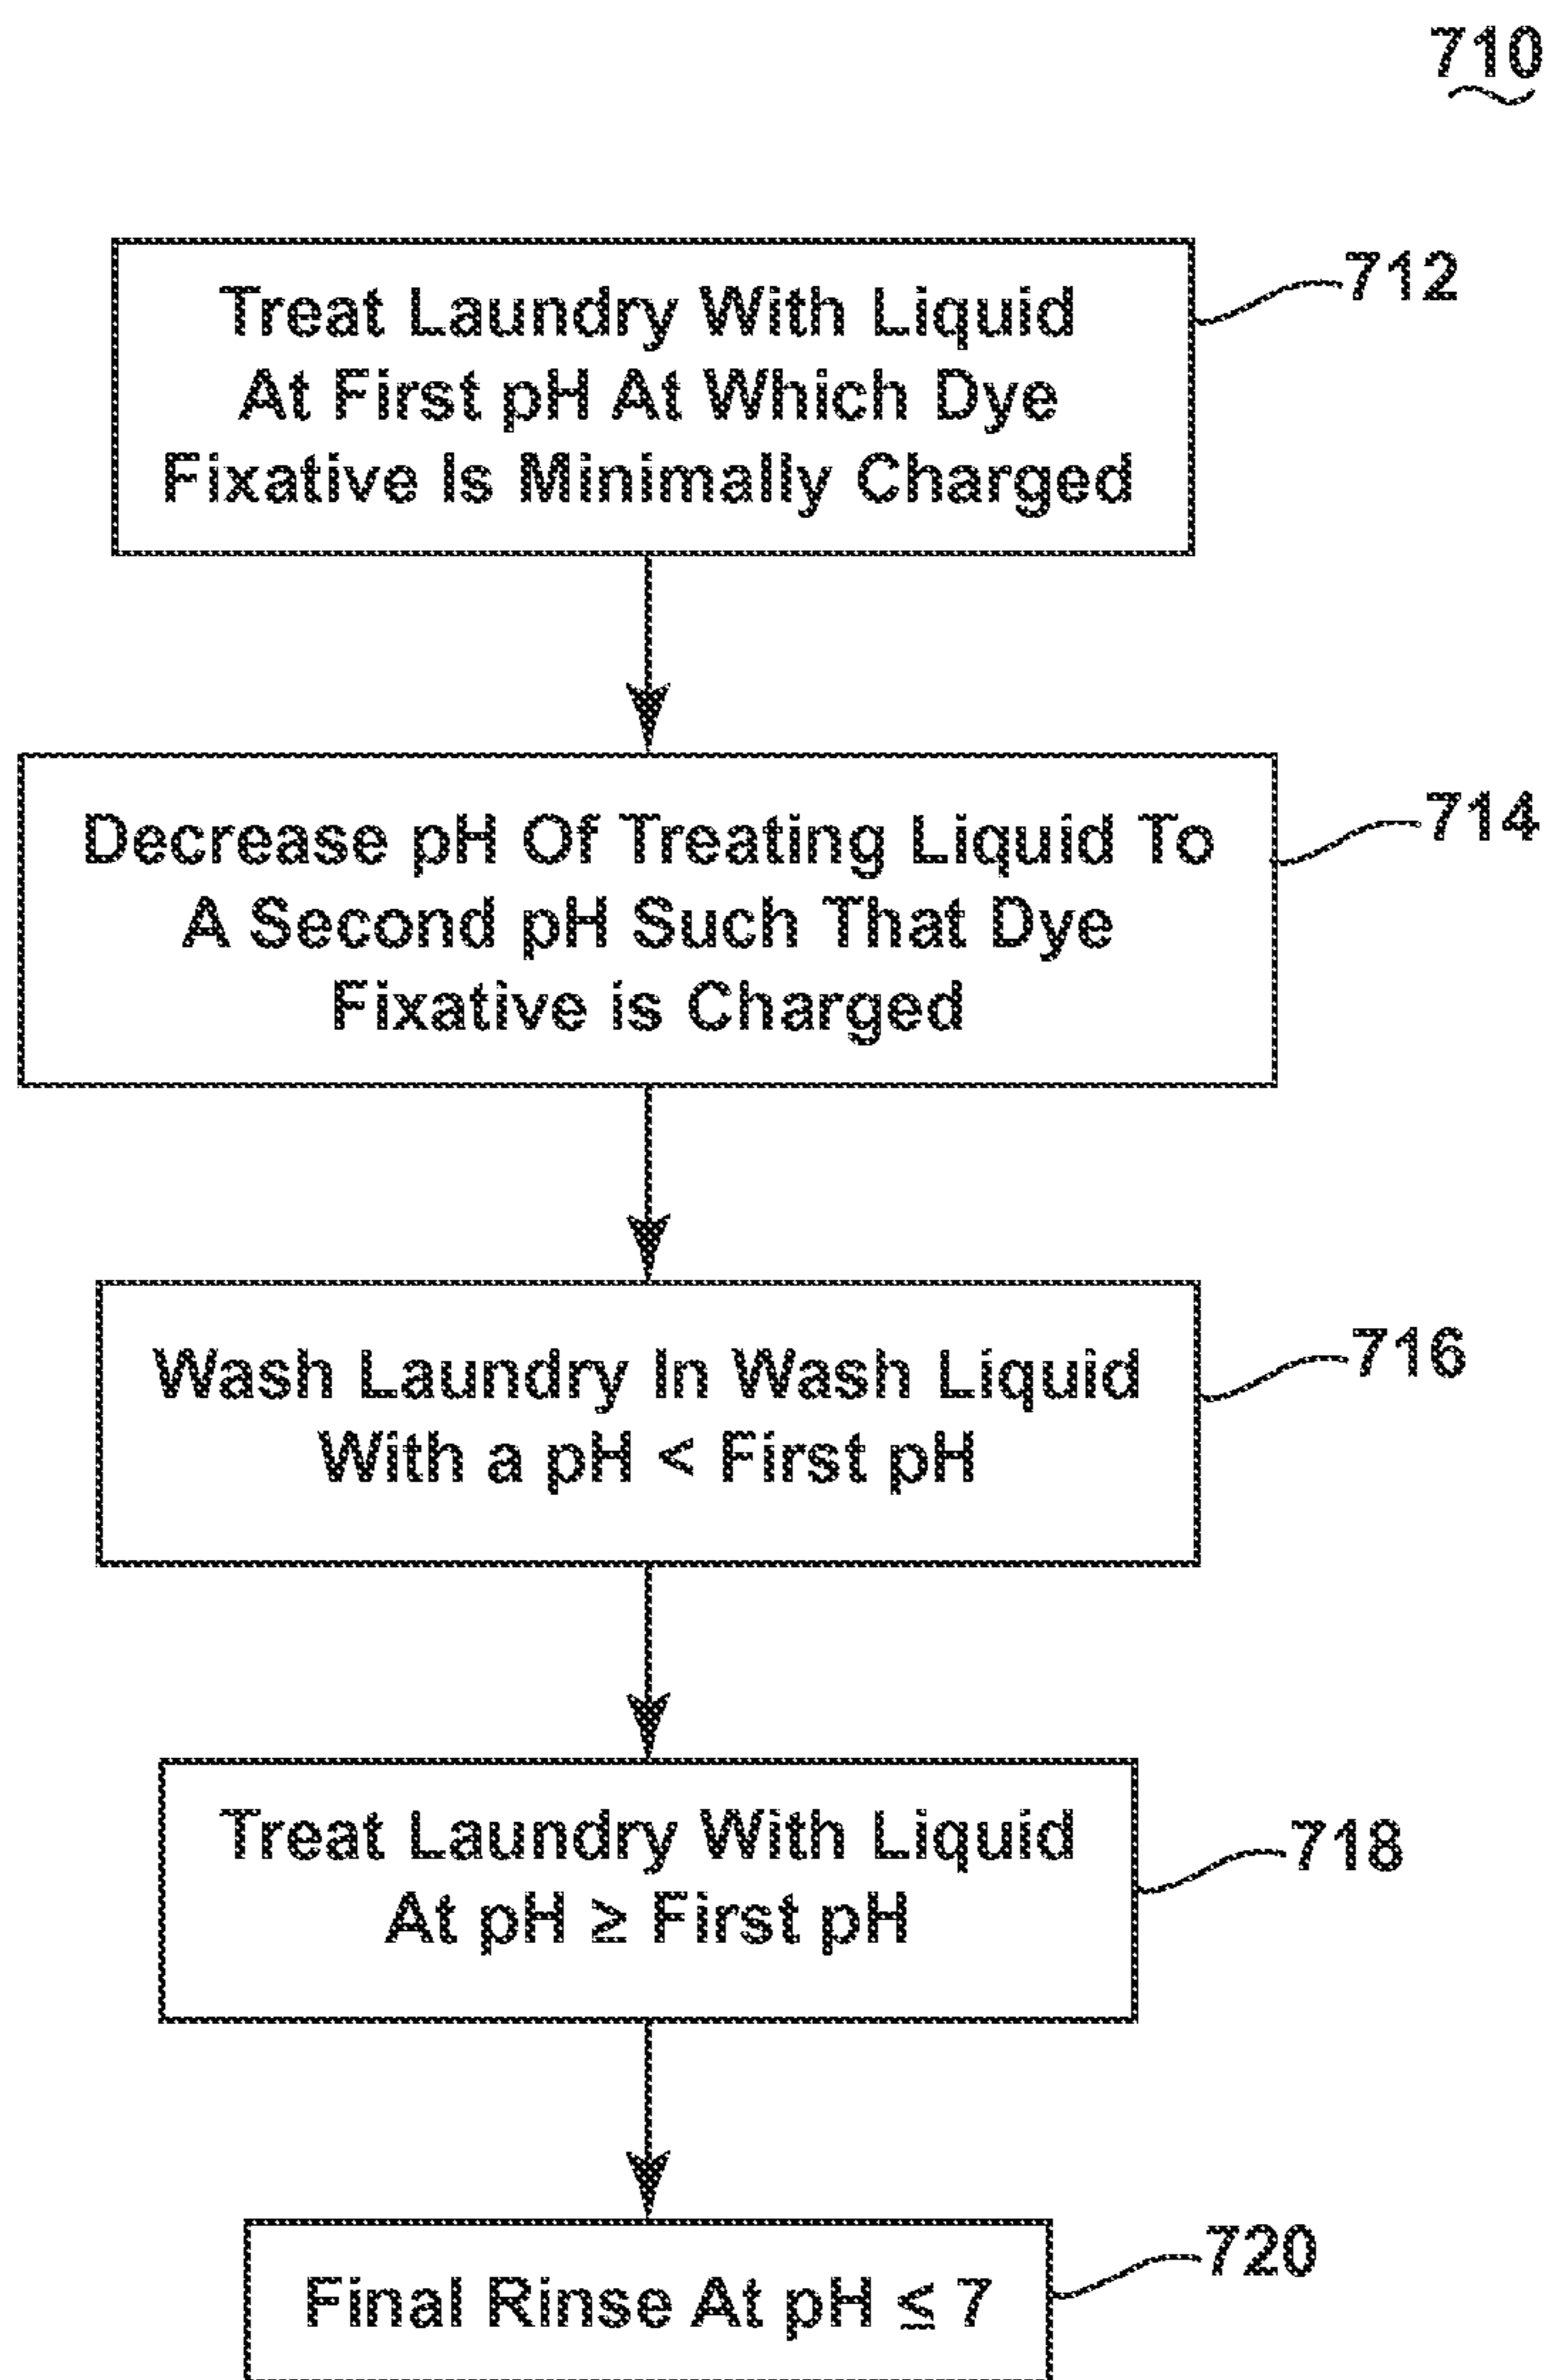 710
Treat Laundry With Liquid
At First pH At Which Dye
Fixative Is Minimally Charged
712
Decrease pH Of Treating Liquid To
A Second pH Such That Dye
Fixative is Charged
714
Wash Laundry In Wash Liquid
With a pH < First pH
716
Treat Laundry With Liquid
At pH ≥ First pH
718
Final Rinse At pH ≤ 7
720